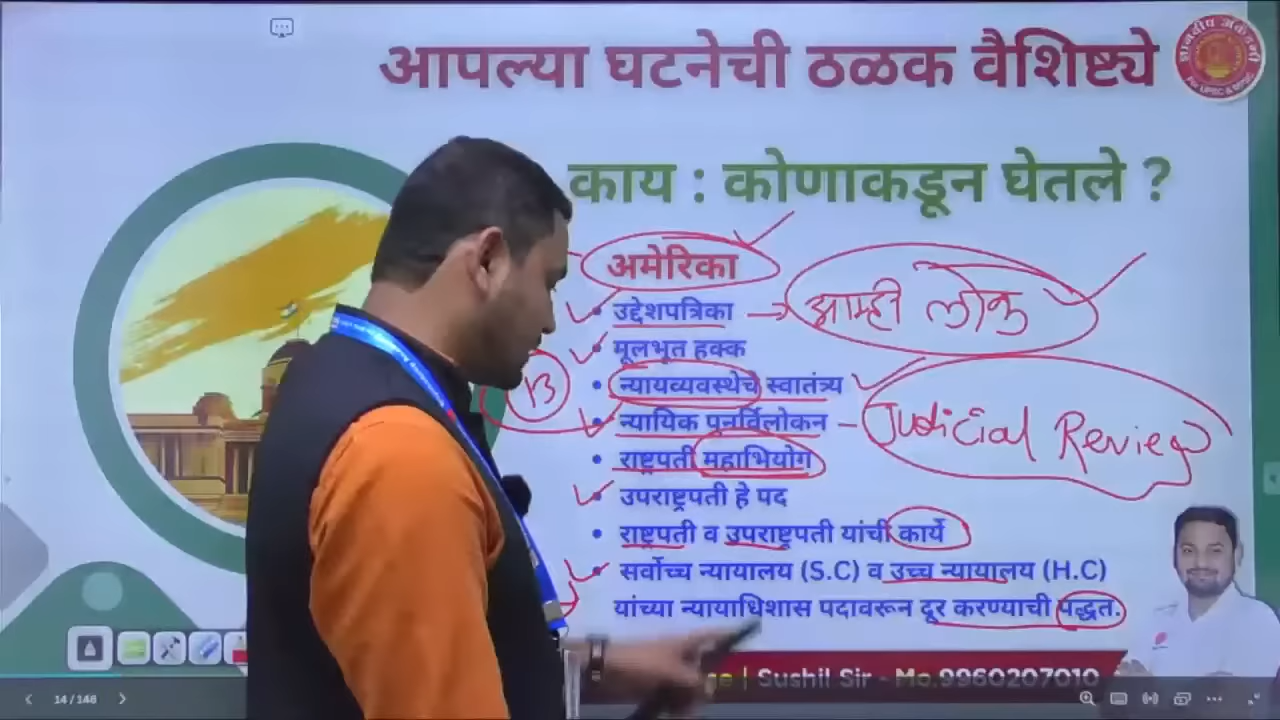 आपल्या घटनेची ठळक वैशिष्ट्ये
काय : कोणाकडून घेतले ?
अमेरिका
उद्देशपत्रिका
आम्ही लोक
मूलभूत हक्क
13
न्यायव्यवस्थेचे स्वातंत्र्य
न्यायिक पुनर्विलोकन
Judicial Review
राष्ट्रपती महाभियोग
उपराष्ट्रपती हे पद
राष्ट्रपती व उपराष्ट्रपती यांची कार्ये
सर्वोच्च न्यायालय (S.C) व उच्च न्यायालय (H.C)
यांच्या न्यायाधिशास पदावरून दूर करण्याची पद्धत.
| Sushil Sir - Mo.9960207010
14 / 146